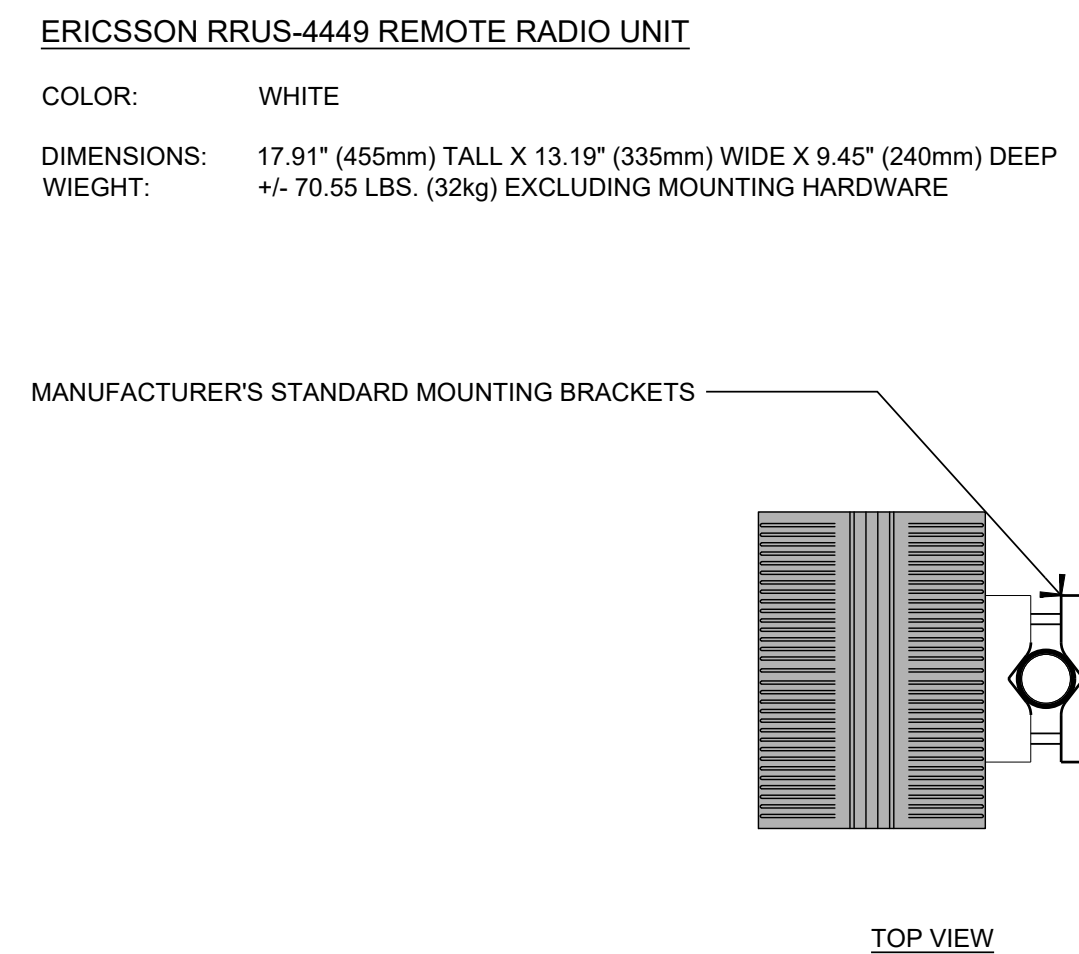 ERICSSON RRUS-4449 REMOTE RADIO UNIT
COLOR: WHITE
DIMENSIONS: 17.91" (455mm) TALL X 13.19" (335mm) WIDE X 9.45" (240mm) DEEP
WIEGHT: +/- 70.55 LBS. (32kg) EXCLUDING MOUNTING HARDWARE
MANUFACTURER'S STANDARD MOUNTING BRACKETS
TOP VIEW